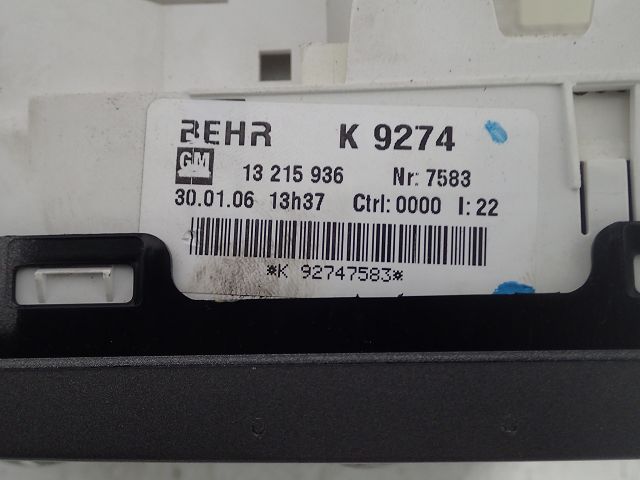 BEHR K 9274
GM 13 215 936 Nr: 7583
30.01.06 13h37 Ctrl: 0000 I: 22
*K 92747583*